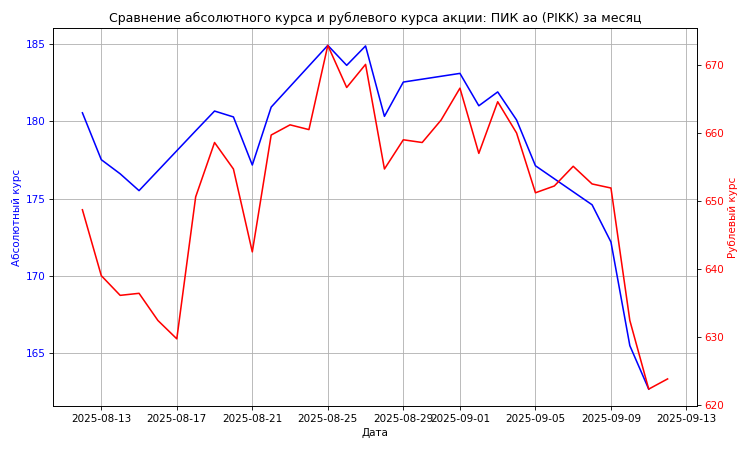 Сравнение абсолютного курса и рублевого курса акции: ПИК ао (PIKK) за месяц
Абсолютный курс
185
180
175
170
165
Рублевый курс
670
660
650
640
630
620
2025-08-13 2025-08-17 2025-08-21 2025-08-25 2025-08-29 2025-09-01 2025-09-05 2025-09-09 2025-09-13
Дата